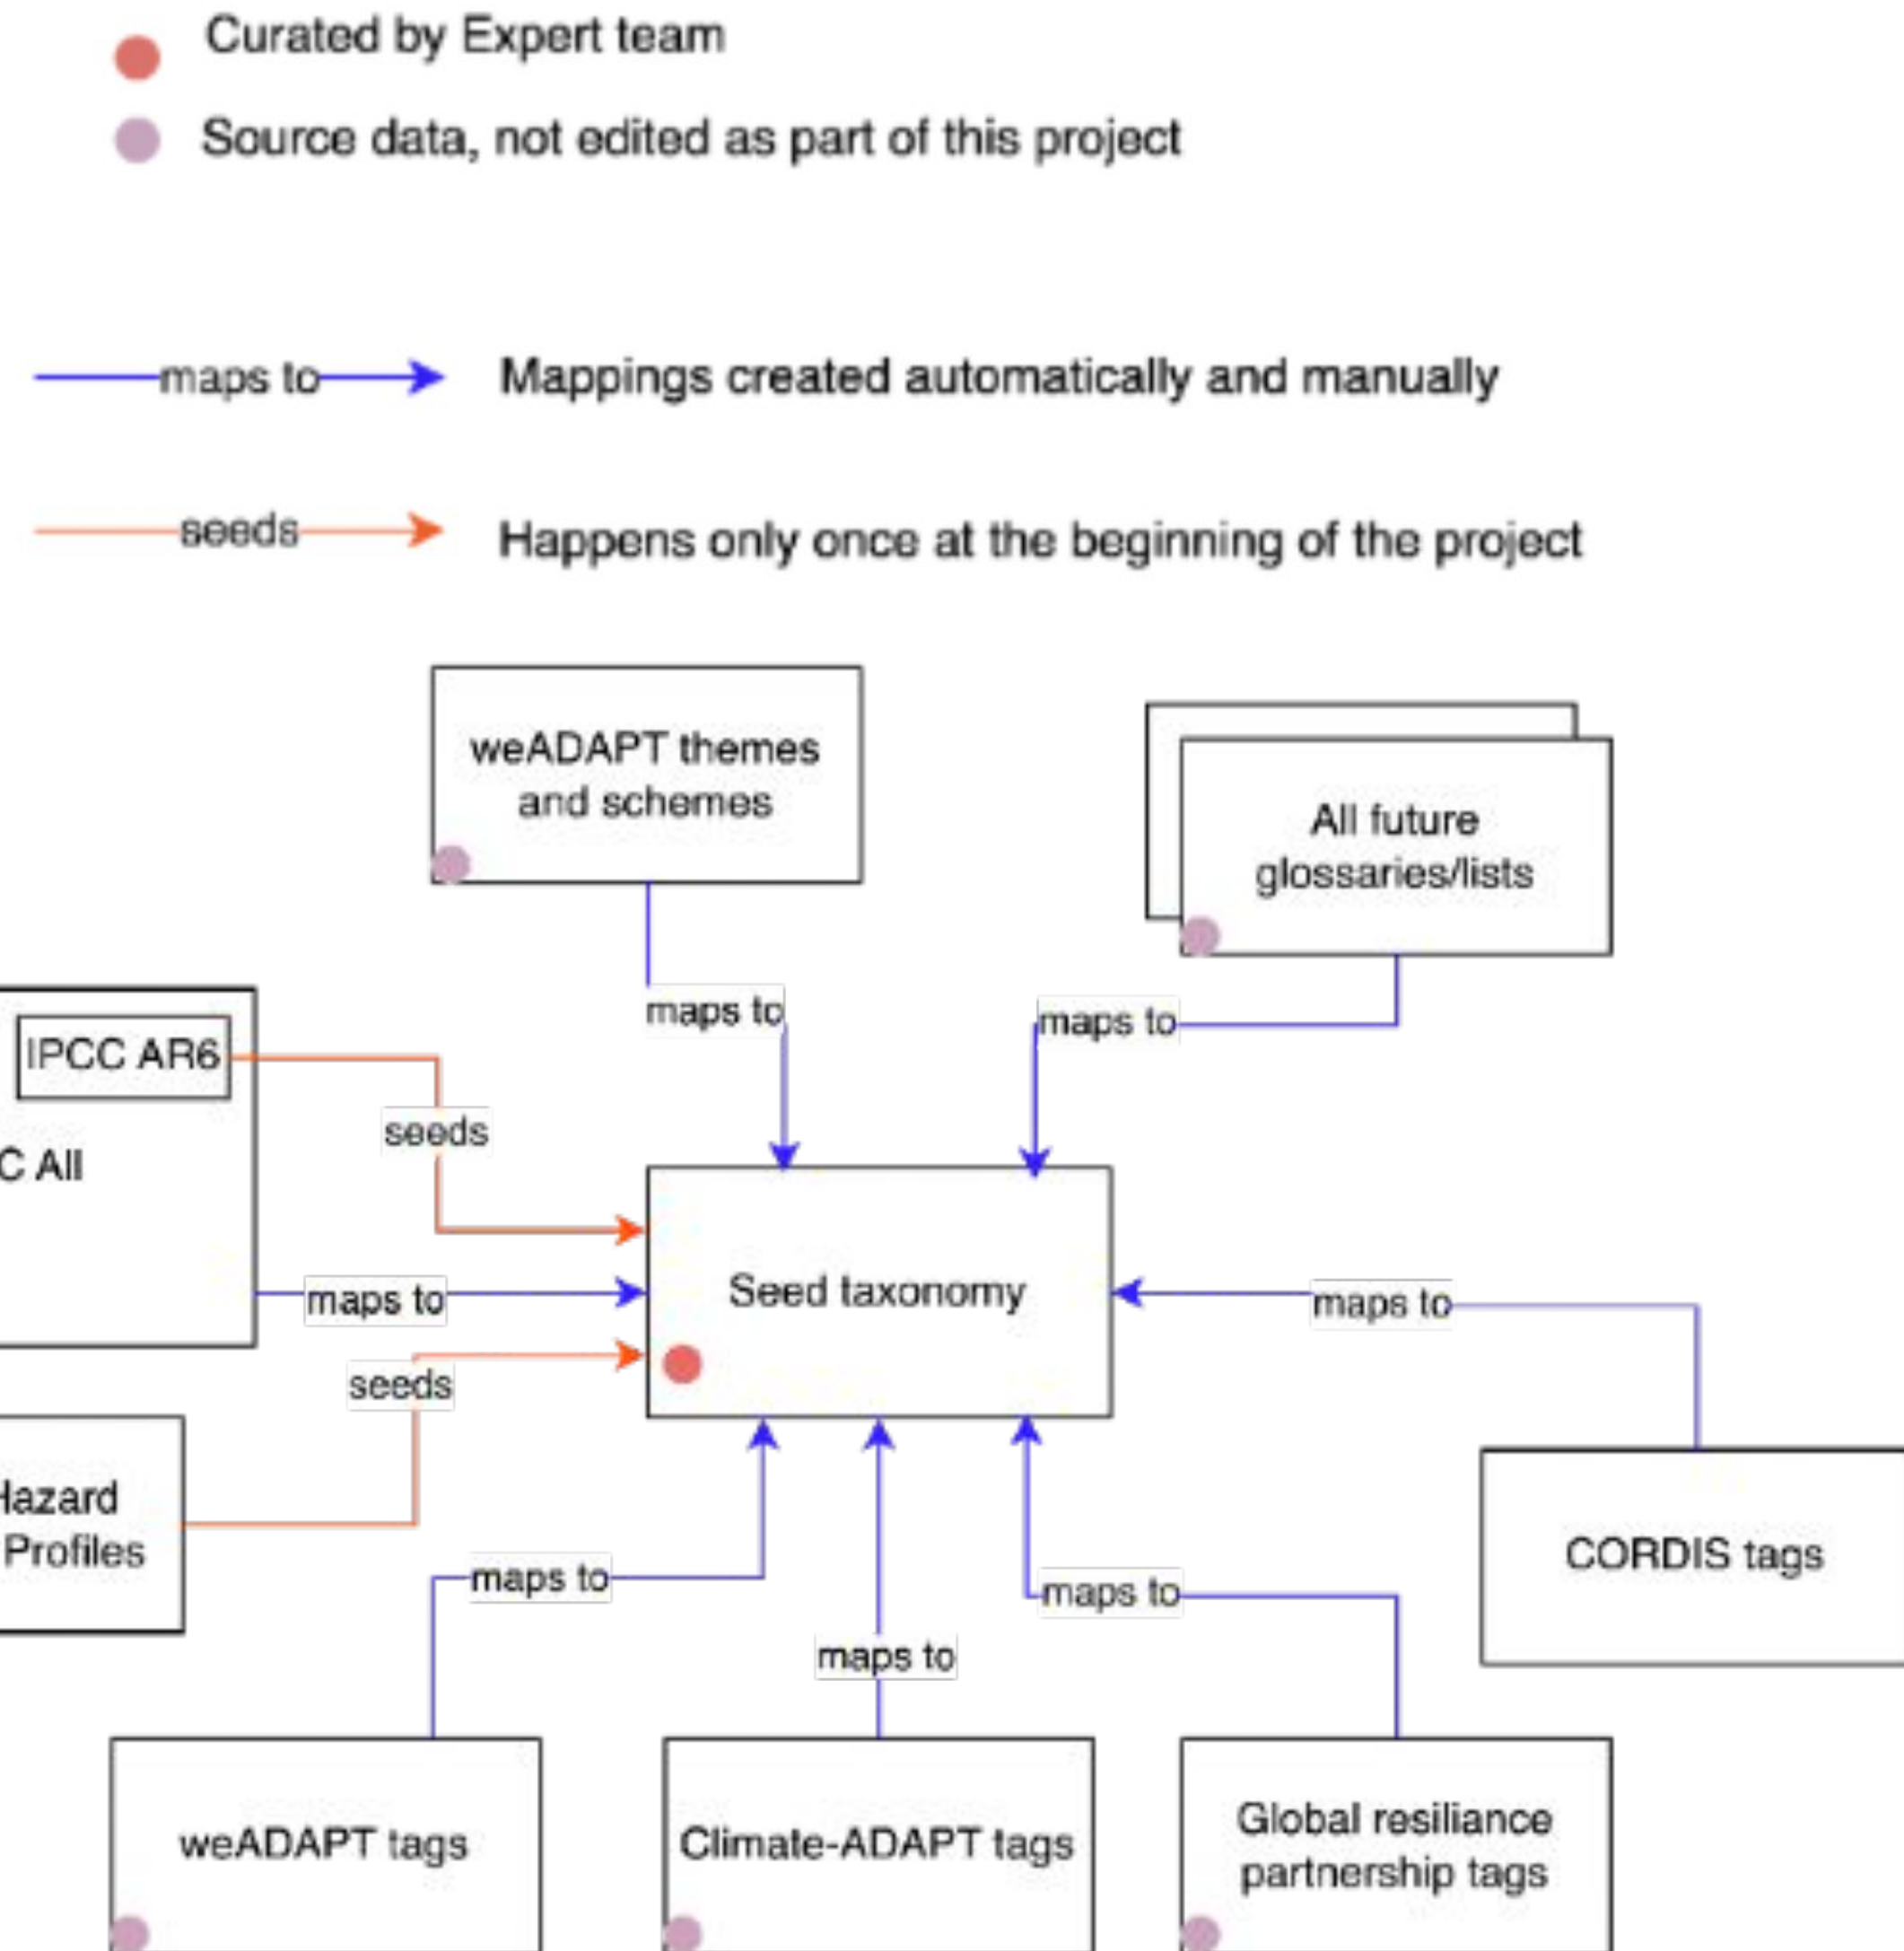 Curated by Expert team
Source data, not edited as part of this project
maps to
Mappings created automatically and manually
seeds
Happens only once at the beginning of the project
weADAPT themes
and schemes
All future
glossaries/lists
maps to
maps to
IPCC AR6
seeds
C All
Seed taxonomy
maps to
maps to
seeds
Hazard
Profiles
CORDIS tags
maps to
maps to
maps to
weADAPT tags
Climate-ADAPT tags
Global resiliance
partnership tags